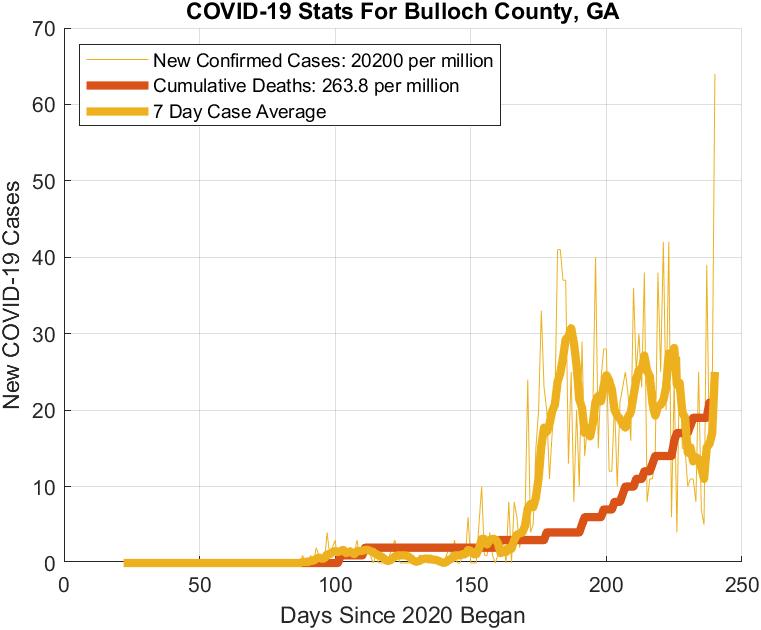 COVID-19 Stats For Bulloch County, GA
New Confirmed Cases: 20200 per million
Cumulative Deaths: 263.8 per million
7 Day Case Average
New COVID-19 Cases
70
60
50
40
30
20
10
0
0 50 100 150 200 250
Days Since 2020 Began